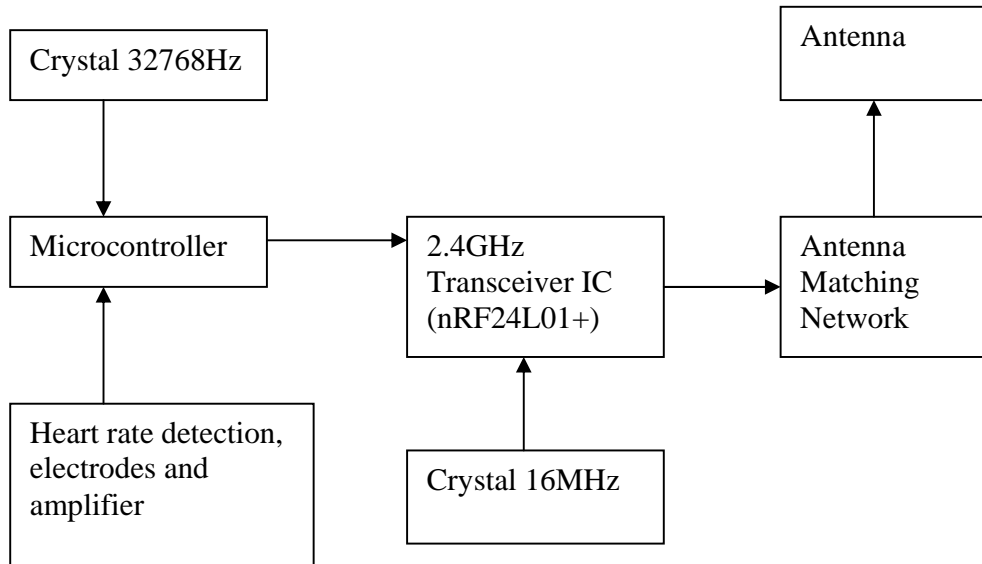 Crystal 32768Hz
Antenna
Microcontroller
2.4GHz
Transceiver IC
(nRF24L01+)
Antenna
Matching
Network
Heart rate detection,
electrodes and
amplifier
Crystal 16MHz